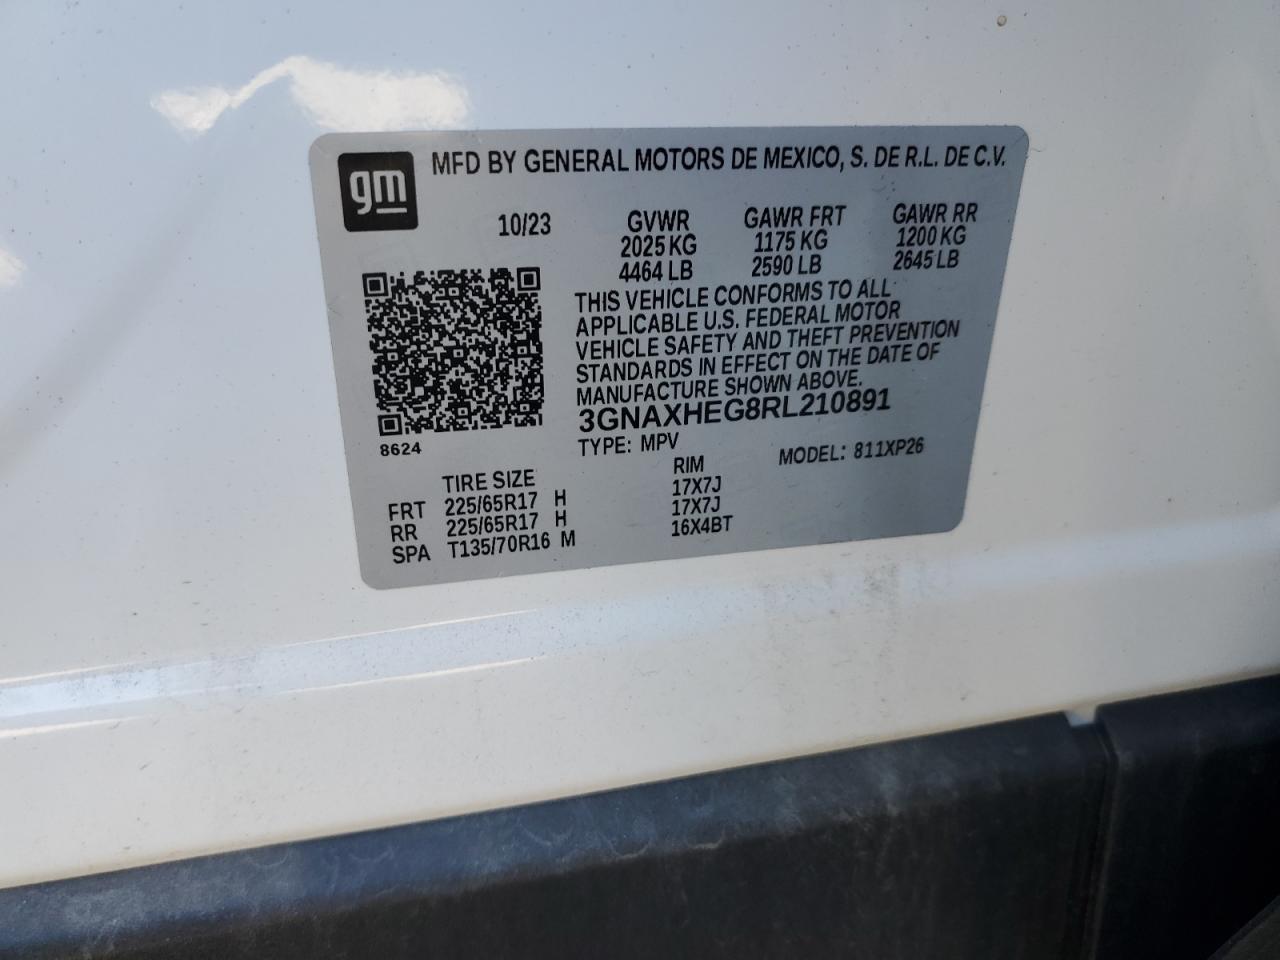 gm
MFD BY GENERAL MOTORS DE MEXICO, S. DE R.L. DE C.V.
10/23 GVWR GAWR FRT GAWR RR
2025 KG 1175 KG 1200 KG
4464 LB 2590 LB 2645 LB
THIS VEHICLE CONFORMS TO ALL
APPLICABLE U.S. FEDERAL MOTOR
VEHICLE SAFETY AND THEFT PREVENTION
STANDARDS IN EFFECT ON THE DATE OF
MANUFACTURE SHOWN ABOVE.
3GNAXHEG8RL210891
8624
TYPE: MPV MODEL: 811XP26
TIRE SIZE RIM
FRT 225/65R17 H 17X7J
RR 225/65R17 H 17X7J
SPA T135/70R16 M 16X4BT